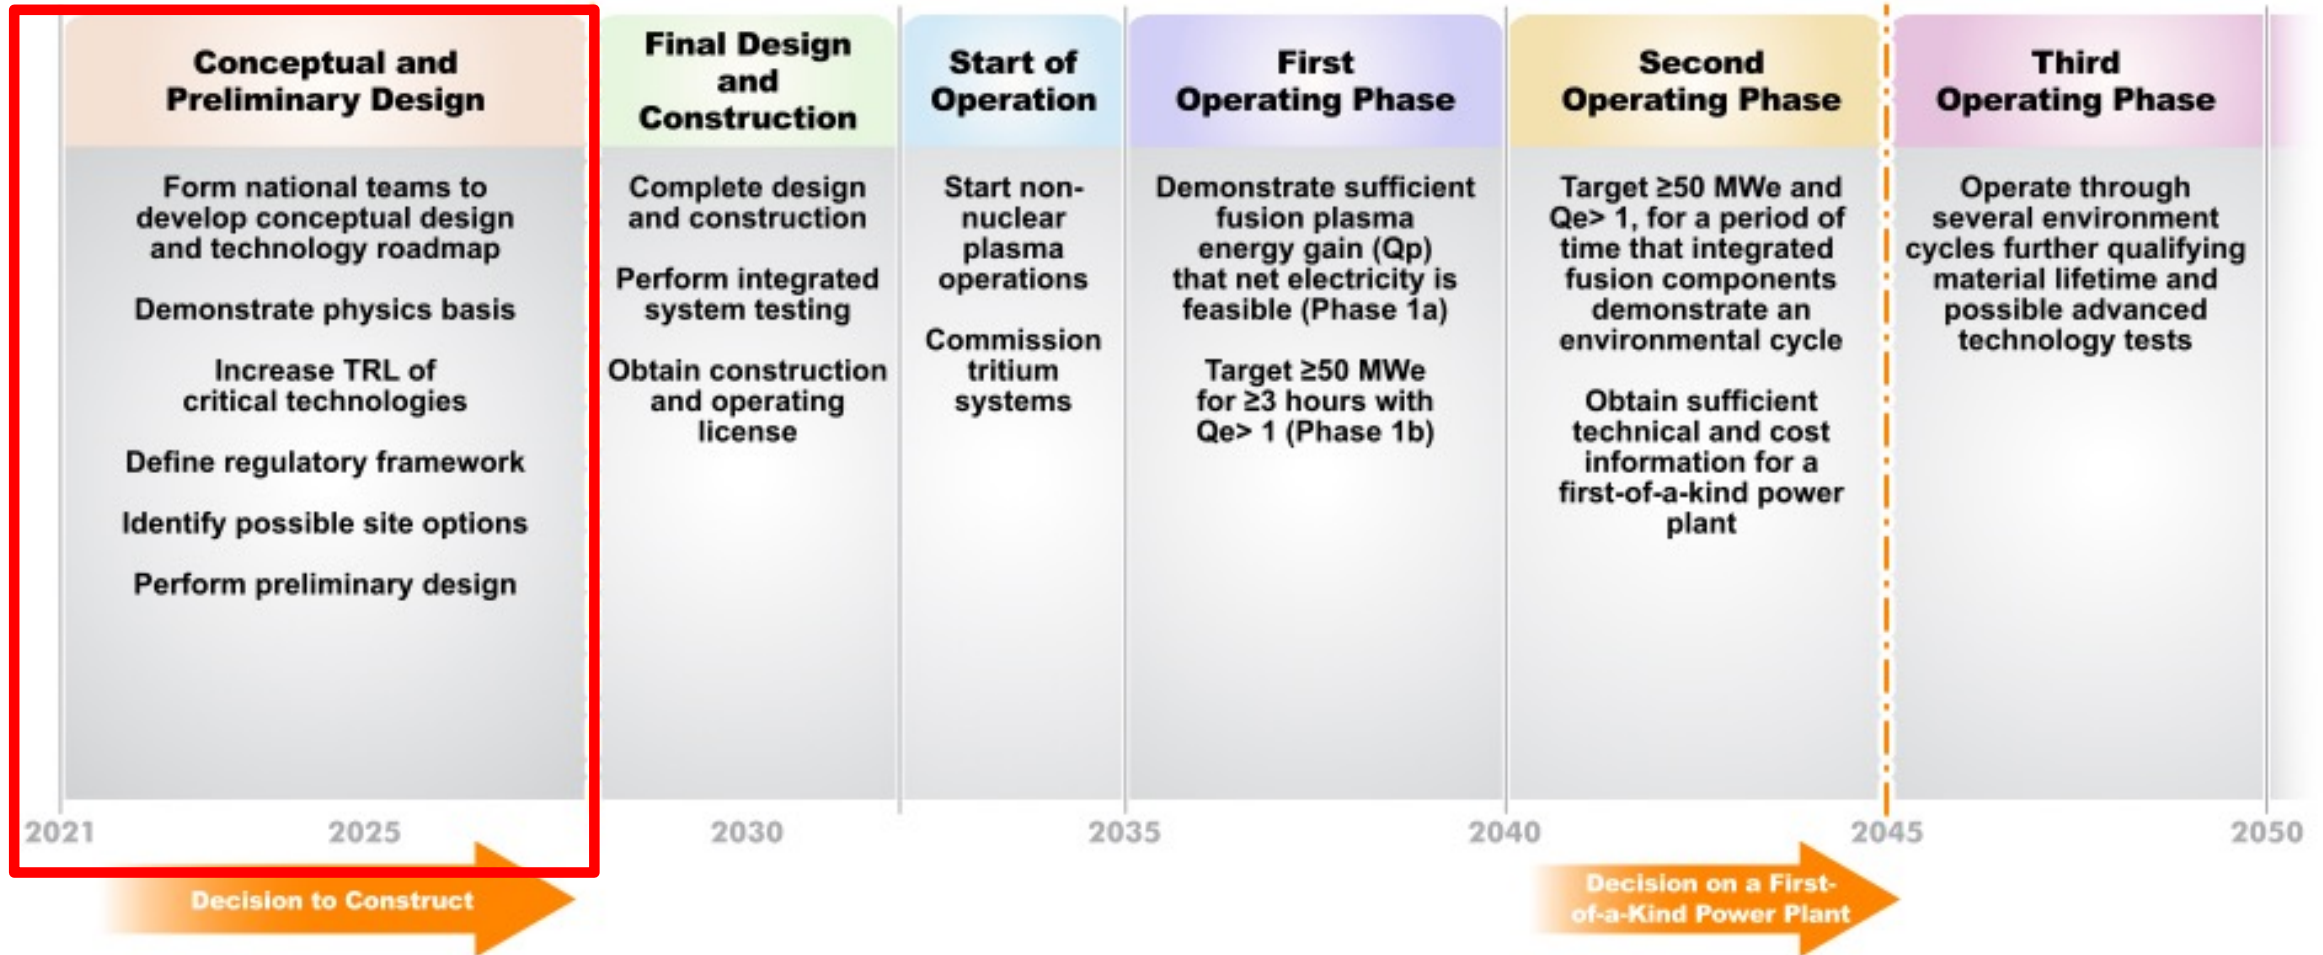 Conceptual and
Preliminary Design
Form national teams to
develop conceptual design
and technology roadmap
Demonstrate physics basis
Increase TRL of
critical technologies
Define regulatory framework
Identify possible site options
Perform preliminary design
Final Design
and
Construction
Complete design
and construction
Perform integrated
system testing
Obtain construction
and operating
license
Start of
Operation
Start non-
nuclear
plasma
operations
Commission
tritium
systems
First
Operating Phase
Demonstrate sufficient
fusion plasma
energy gain (Qp)
that net electricity is
feasible (Phase 1a)
Target ≥50 MWe
for ≥3 hours with
Qe> 1 (Phase 1b)
Second
Operating Phase
Target ≥50 MWe and
Qe> 1, for a period of
time that integrated
fusion components
demonstrate an
environmental cycle
Obtain sufficient
technical and cost
information for a
first-of-a-kind power
plant
Third
Operating Phase
Operate through
several environment
cycles further qualifying
material lifetime and
possible advanced
technology tests
2021
2025
2030
2035
2040
2045
2050
Decision to Construct
Decision on a First-
of-a-Kind Power Plant